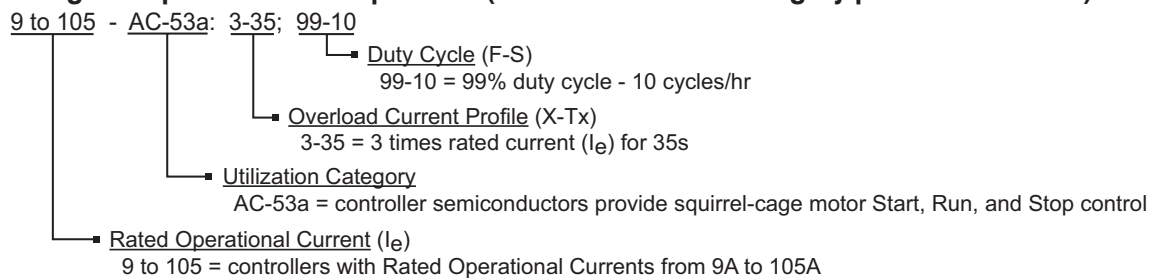 9 to 105 - AC-53a: 3-35; 99-10
Duty Cycle (F-S)
99-10 = 99% duty cycle - 10 cycles/hr
Overload Current Profile (X-Tx)
3-35 = 3 times rated current (Ie) for 35s
Utilization Category
AC-53a = controller semiconductors provide squirrel-cage motor Start, Run, and Stop control
Rated Operational Current (Ie)
9 to 105 = controllers with Rated Operational Currents from 9A to 105A